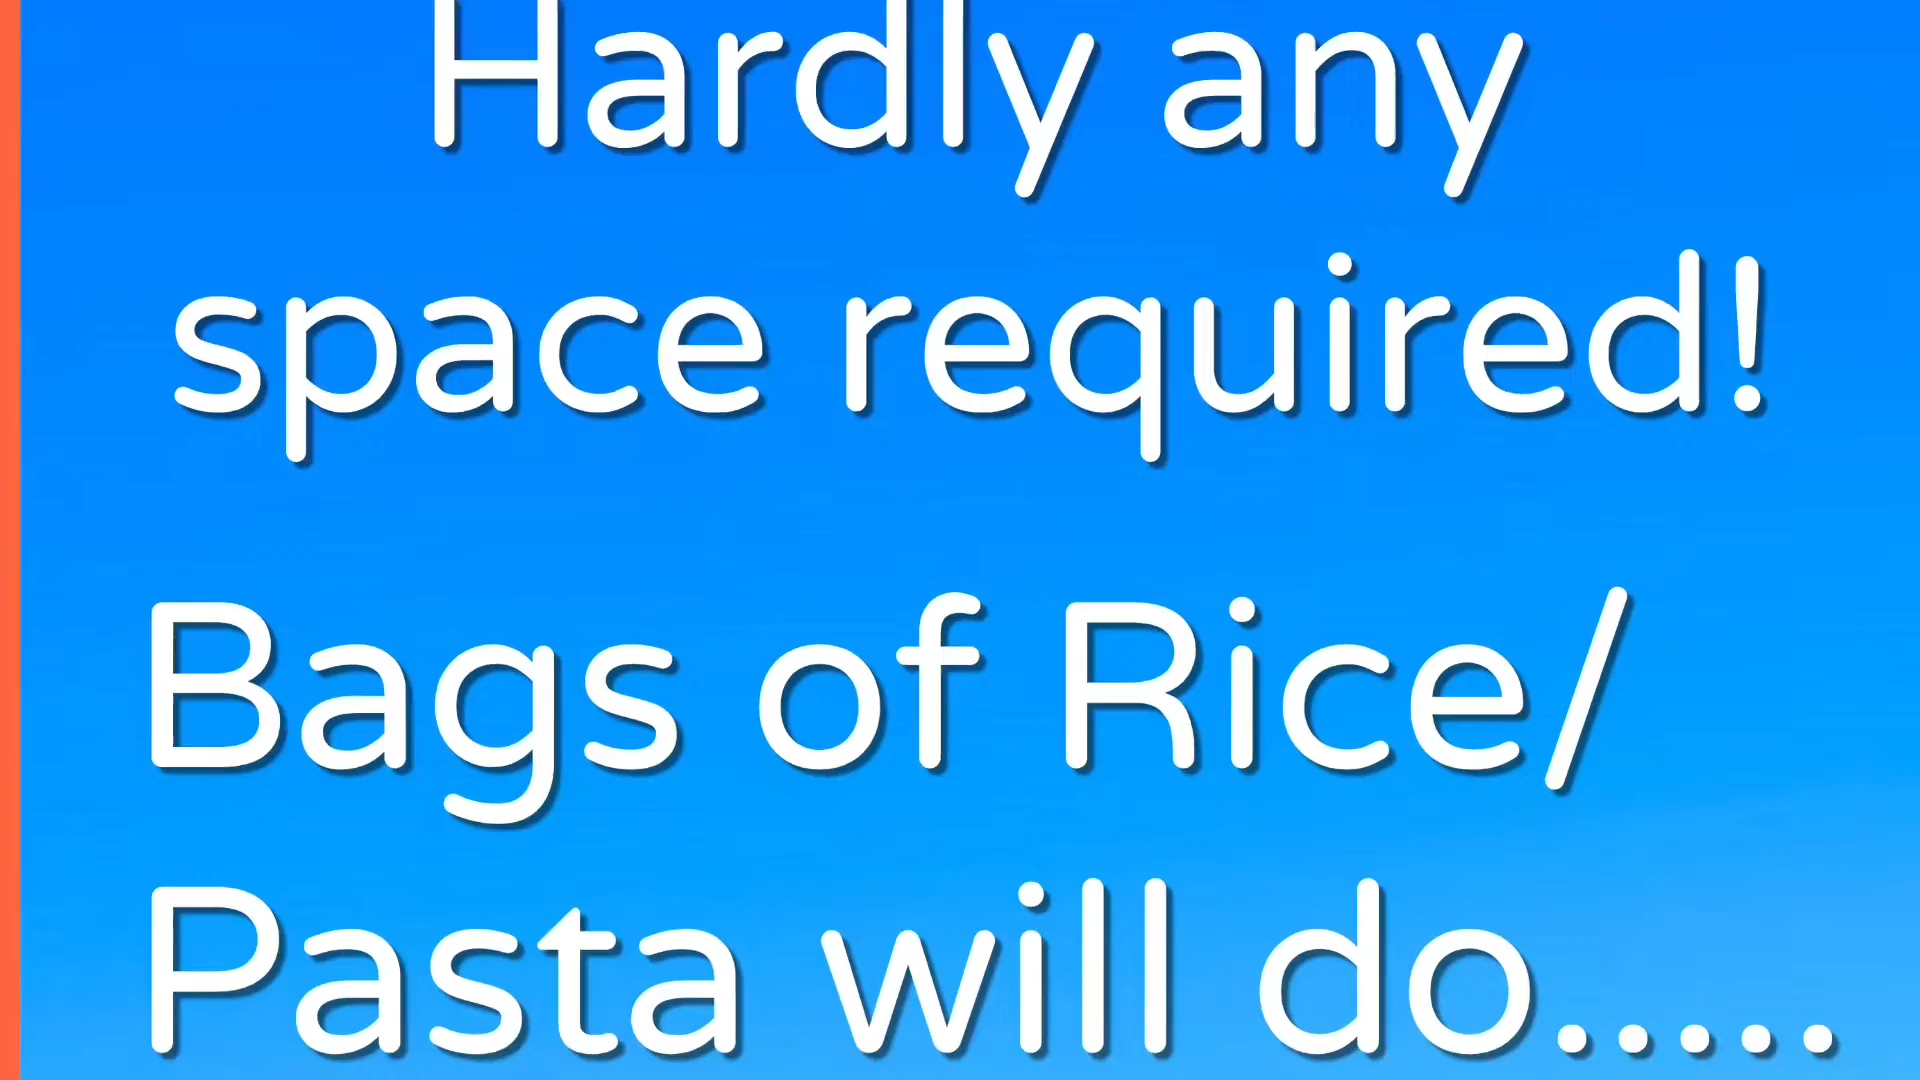 Hardly any
space required!
Bags of Rice/
Pasta will do.....